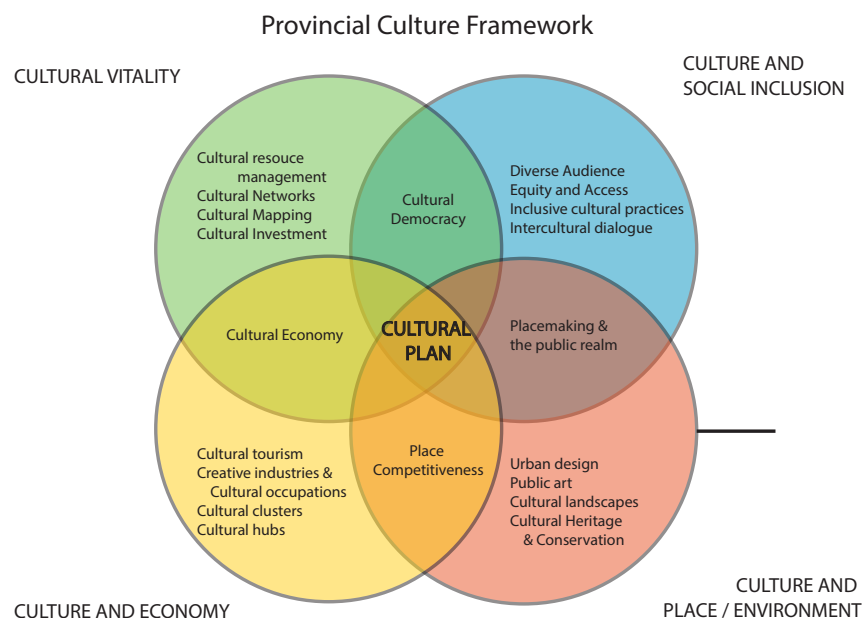 Provincial Culture Framework
CULTURAL VITALITY
CULTURE AND
SOCIAL INCLUSION
Cultural resouce
management
Cultural Networks
Cultural Mapping
Cultural Investment
Cultural
Democracy
Diverse Audience
Equity and Access
Inclusive cultural practices
Intercultural dialogue
Cultural Economy
CULTURAL
PLAN
Placemaking &
the public realm
Cultural tourism
Creative industries &
Cultural occupations
Cultural clusters
Cultural hubs
Place
Competitiveness
Urban design
Public art
Cultural landscapes
Cultural Heritage
& Conservation
CULTURE AND ECONOMY
CULTURE AND
PLACE / ENVIRONMENT